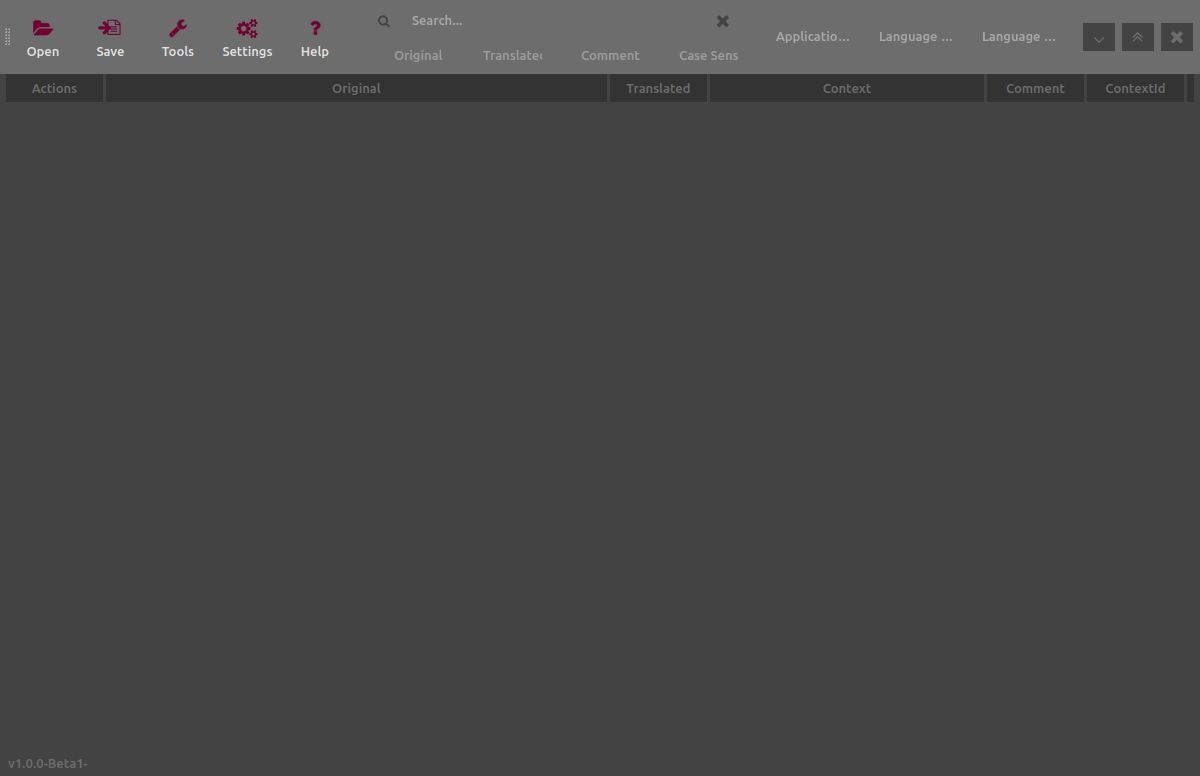 Search...
Open Save Tools Settings Help
Original Translated Comment Case Sens
Applicatio... Language ... Language ...
Actions Original Translated Context Comment ContextId
v1.0.0-Beta1-